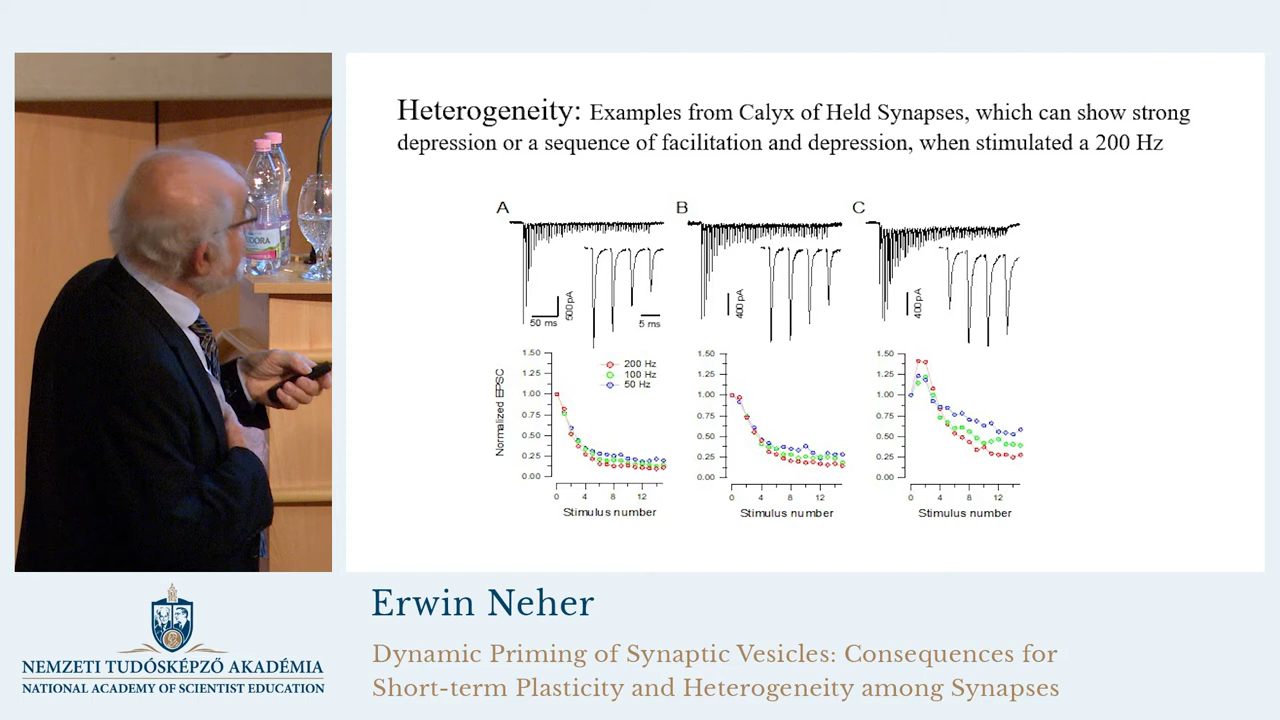 Heterogeneity: Examples from Calyx of Held Synapses, which can show strong
depression or a sequence of facilitation and depression, when stimulated a 200 Hz
A
B
C
50 ms
500 pA
5 ms
400 pA
400 pA
Normalized EPSC
1.50
1.25
1.00
0.75
0.50
0.25
0.00
200 Hz
100 Hz
50 Hz
0 4 8 12
Stimulus number
1.50
1.25
1.00
0.75
0.50
0.25
0.00
0 4 8 12
Stimulus number
1.50
1.25
1.00
0.75
0.50
0.25
0.00
0 4 8 12
Stimulus number
NEMZETI TUDÓSKÉPZŐ AKADÉMIA
NATIONAL ACADEMY OF SCIENTIST EDUCATION
Erwin Neher
Dynamic Priming of Synaptic Vesicles: Consequences for
Short-term Plasticity and Heterogeneity among Synapses